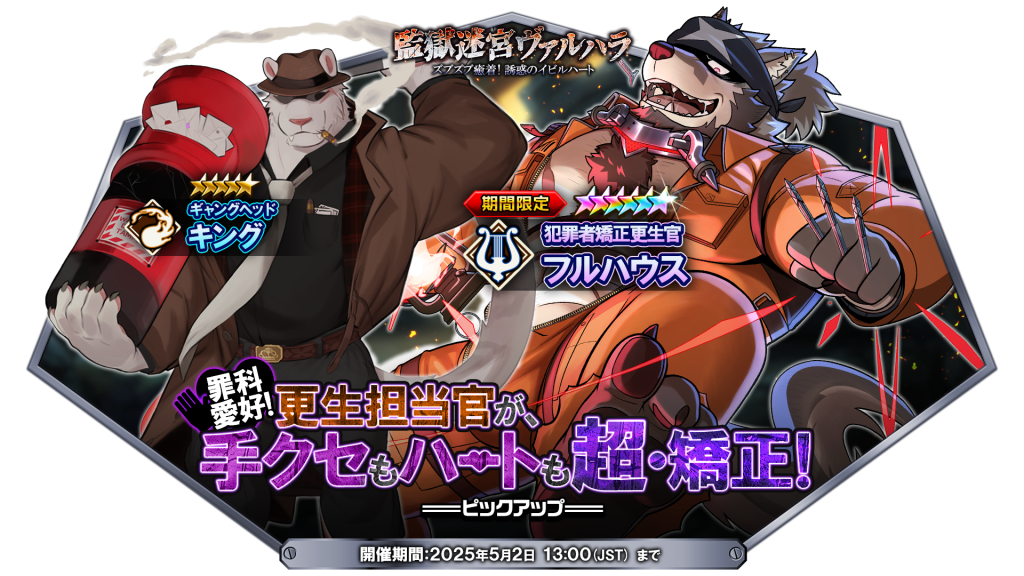 監獄迷宮ヴァルハラ
ズブズブ癒着!誘惑のイビルハート
ギャングヘッド
キング
期間限定
犯罪者矯正更生官
フルハウス
罪科
愛好!
更生担当官が、
手クセもハートも超・矯正!
ピックアップ
開催期間:2025年5月2日 13:00(JST) まで